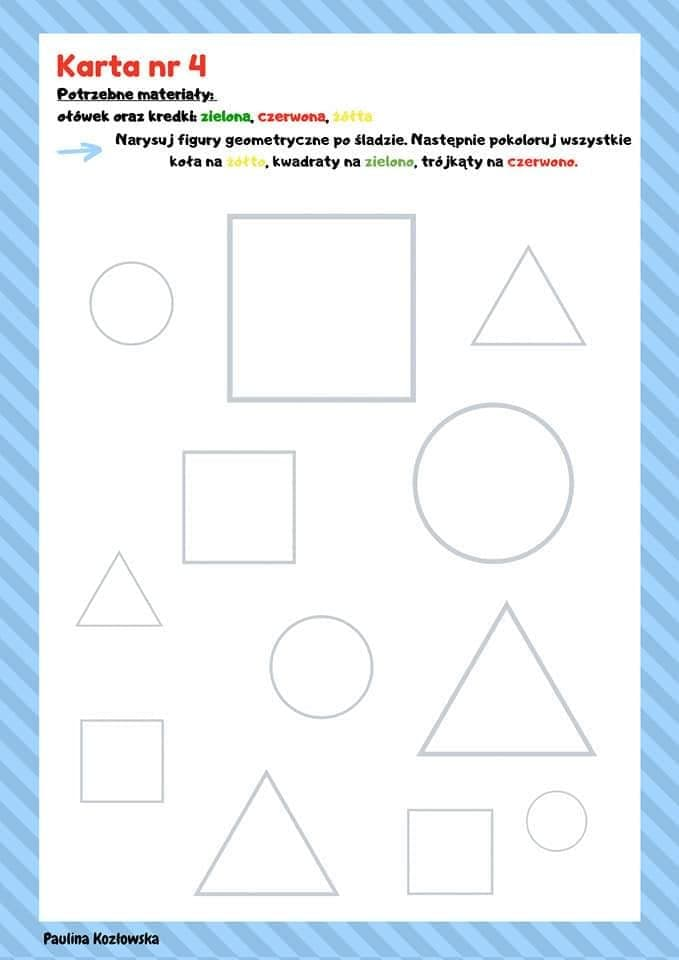 Karta nr 4
Potrzebne materiały:
ołówek oraz kredki: zielona, czerwona, żółta
Narysuj figury geometryczne po śladzie. Następnie pokoloruj wszystkie
koła na żółto, kwadraty na zielono, trójkąty na czerwono.
Paulina Kozłowska